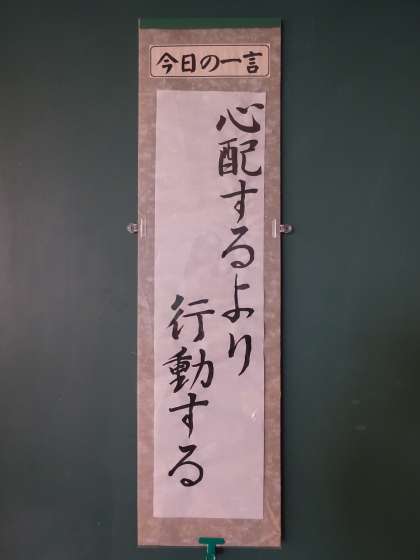 今日の一言
心配するより
行動する